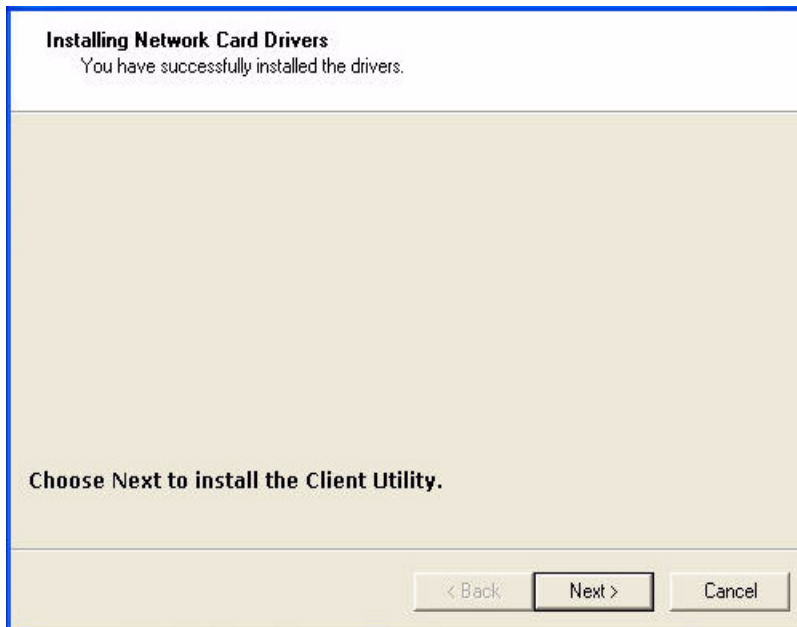 Installing Network Card Drivers
You have successfully installed the drivers.
Choose Next to install the Client Utility.
< Back
Next >
Cancel